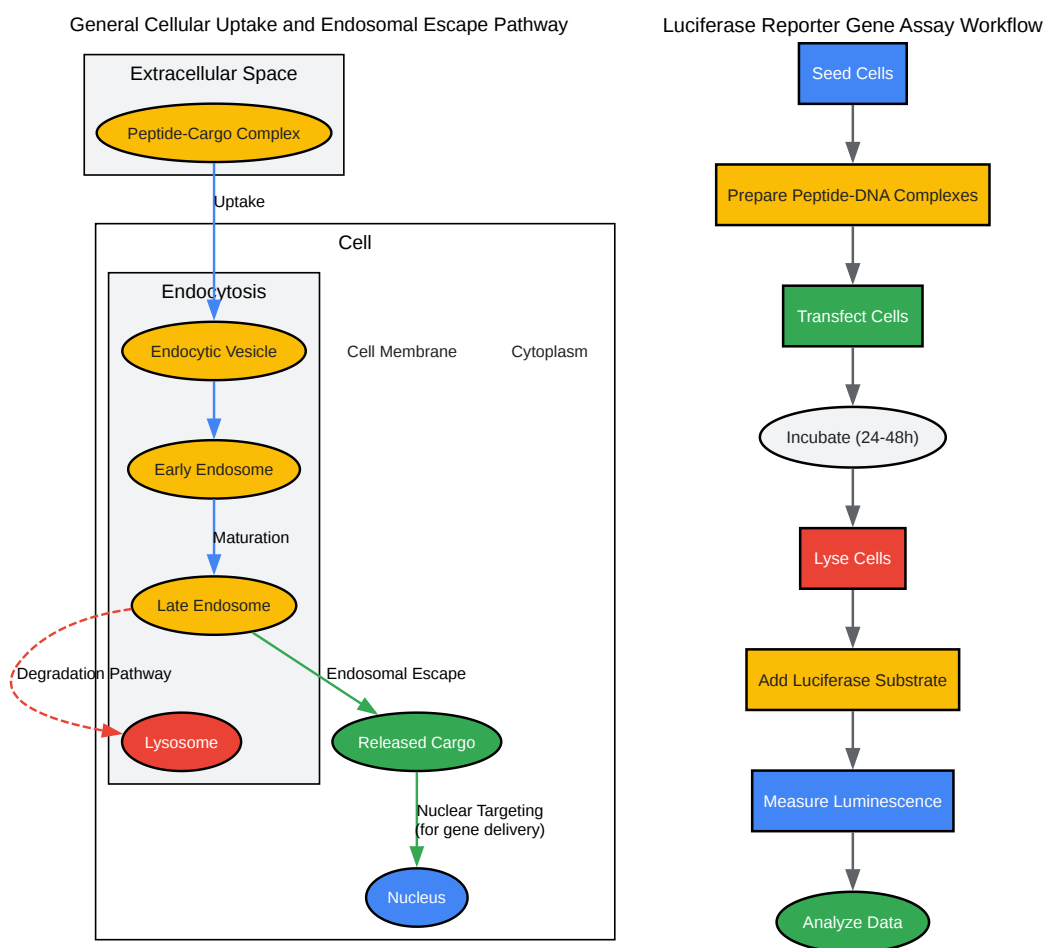 General Cellular Uptake and Endosomal Escape Pathway
Extracellular Space
Peptide-Cargo Complex
Uptake
Cell
Endocytosis
Endocytic Vesicle
Cell Membrane
Cytoplasm
Early Endosome
Maturation
Late Endosome
Degradation Pathway
Endosomal Escape
Lysosome
Released Cargo
Nuclear Targeting
(for gene delivery)
Nucleus
Luciferase Reporter Gene Assay Workflow
Seed Cells
Prepare Peptide-DNA Complexes
Transfect Cells
Incubate (24-48h)
Lyse Cells
Add Luciferase Substrate
Measure Luminescence
Analyze Data